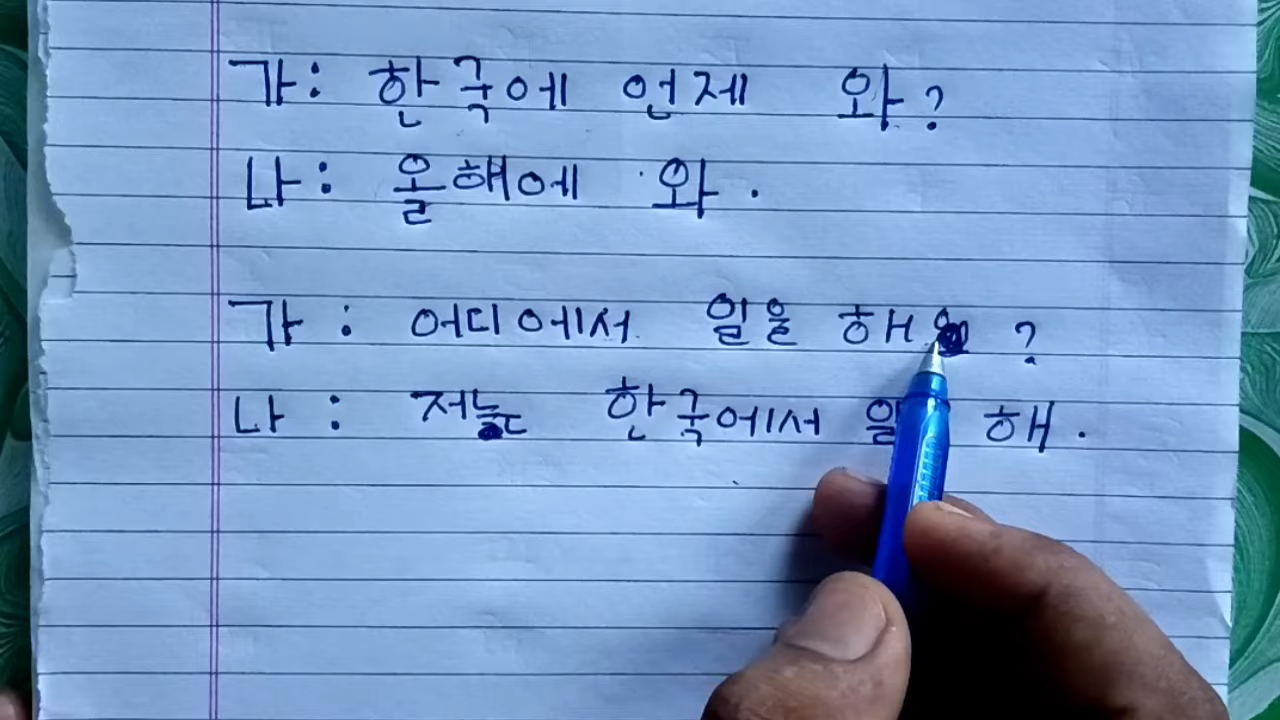 가: 한국에 언제 와?
나: 올해에 와.
가: 어디에서 일을 해 ?
나: 저는 한국에서 일 해.